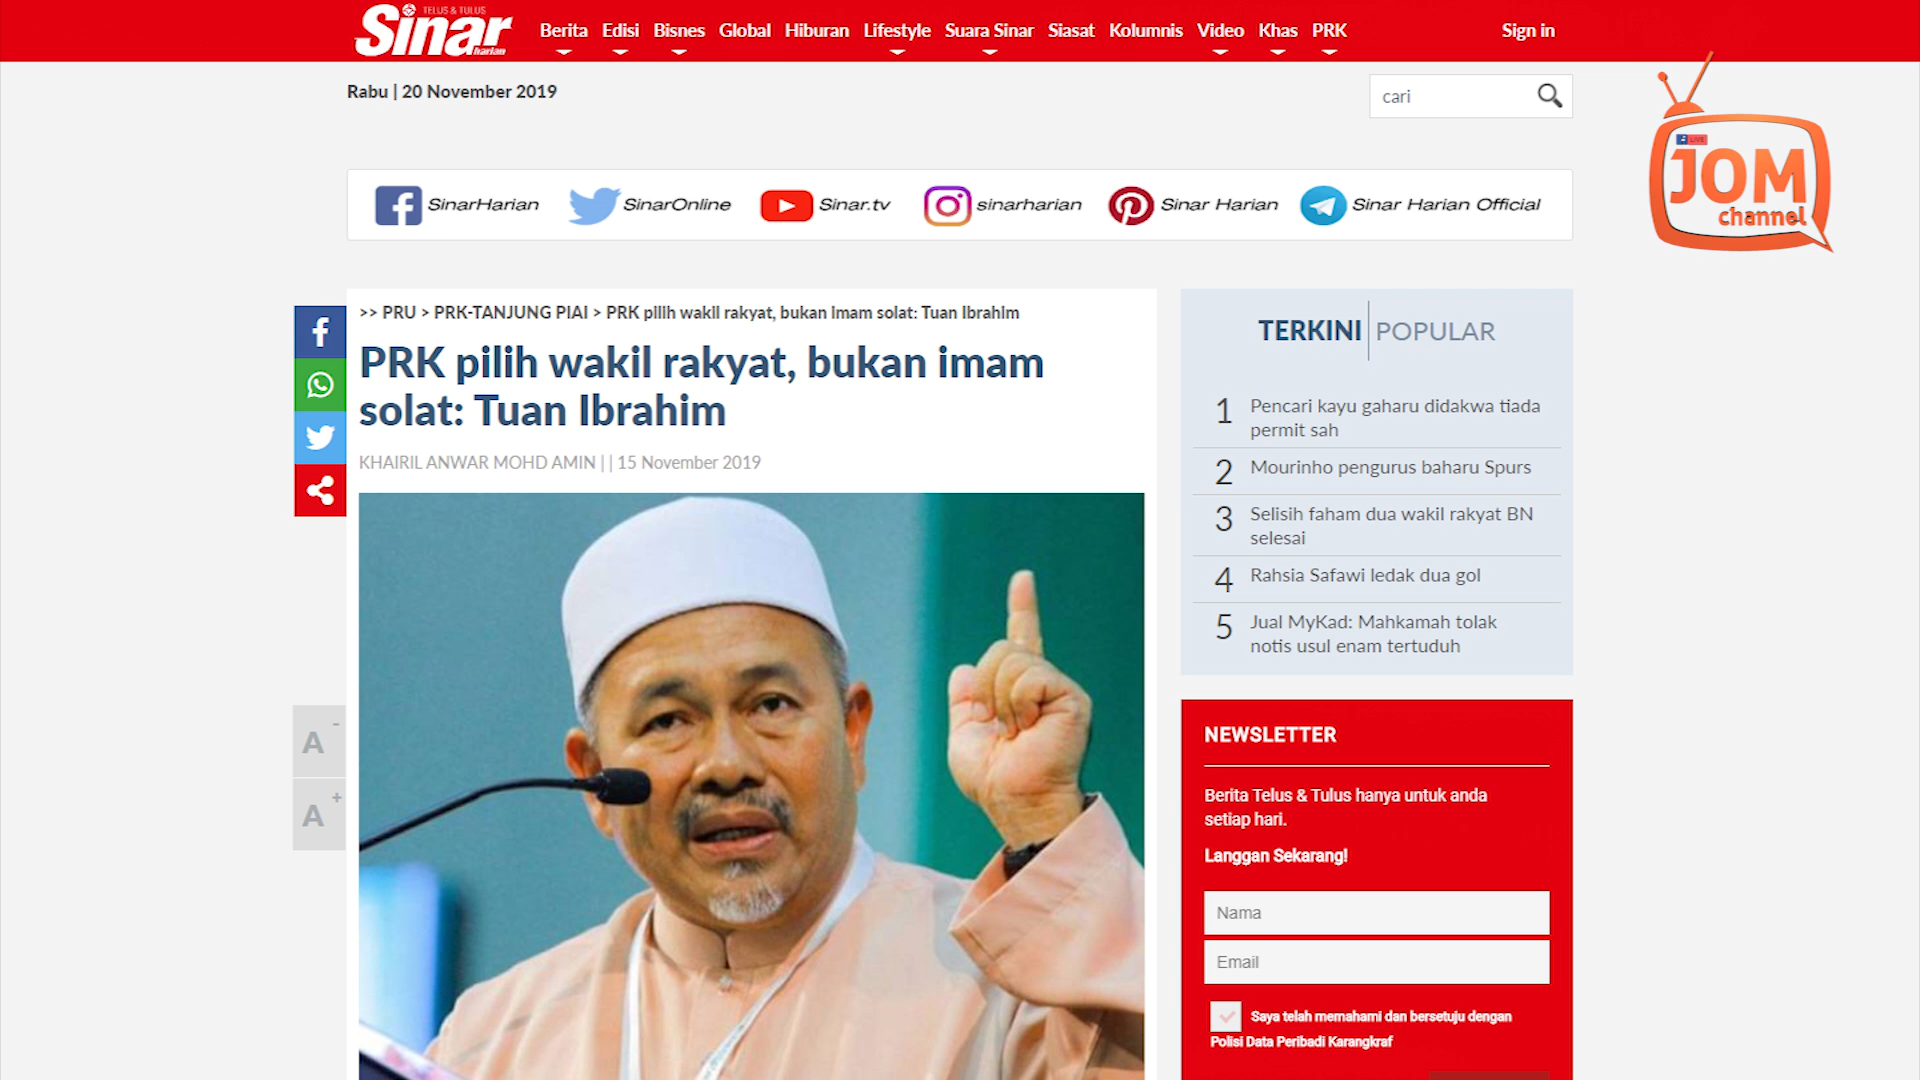 TELUS & TULUS
Sinar
harian
Berita Edisi Bisnes Global Hiburan Lifestyle Suara Sinar Siasat Kolumnis Video Khas PRK
Sign in
Rabu | 20 November 2019
cari
LIVE
JOM
channel
SinarHarian SinarOnline Sinar.tv sinarharian Sinar Harian Sinar Harian Official
>> PRU > PRK-TANJUNG PIAI > PRK pilih wakil rakyat, bukan imam solat: Tuan Ibrahim
PRK pilih wakil rakyat, bukan imam
solat: Tuan Ibrahim
KHAIRIL ANWAR MOHD AMIN | | 15 November 2019
A -
A +
TERKINI POPULAR
1 Pencari kayu gaharu didakwa tiada
permit sah
2 Mourinho pengurus baharu Spurs
3 Selisih faham dua wakil rakyat BN
selesai
4 Rahsia Safawi ledak dua gol
5 Jual MyKad: Mahkamah tolak
notis usul enam tertuduh
NEWSLETTER
Berita Telus & Tulus hanya untuk anda
setiap hari.
Langgan Sekarang!
Nama
Email
Saya telah memahami dan bersetuju dengan
Polisi Data Peribadi Karangkraf